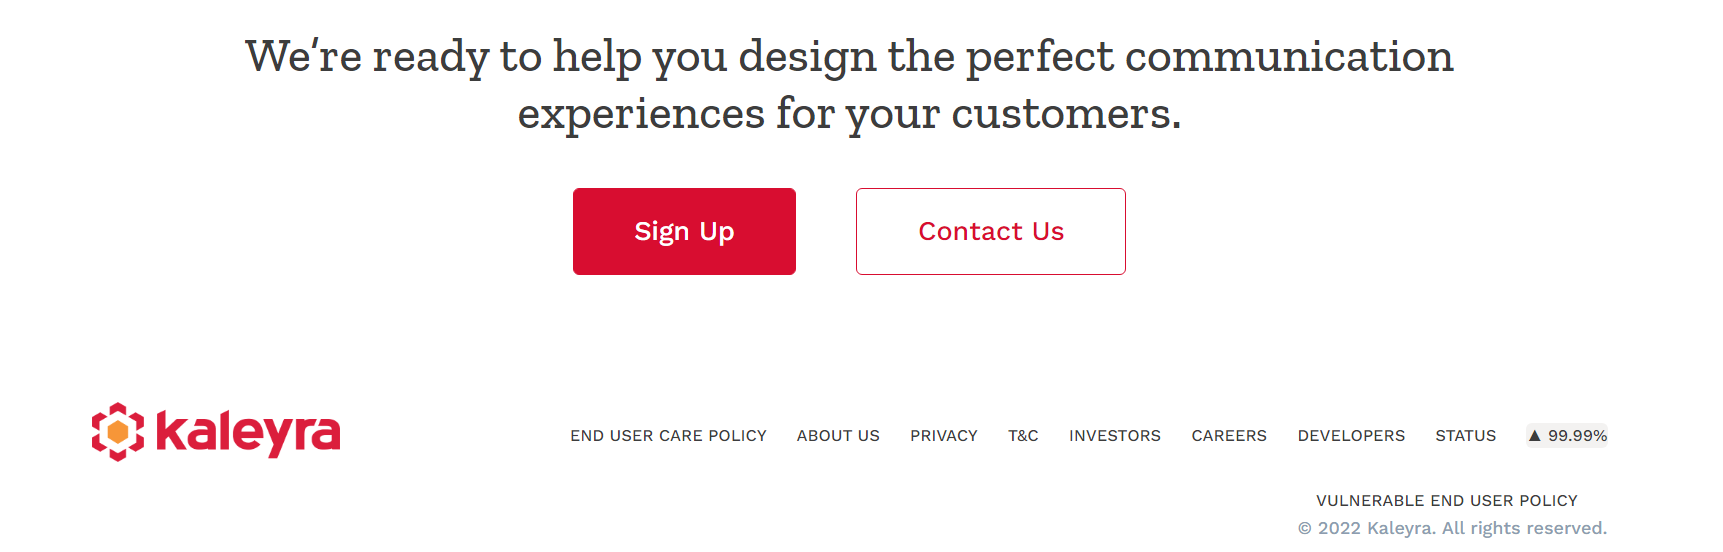 We’re ready to help you design the perfect communication
experiences for your customers.
Sign Up
Contact Us
kaleyra
END USER CARE POLICY ABOUT US PRIVACY T&C INVESTORS CAREERS DEVELOPERS STATUS ▲ 99.99%
VULNERABLE END USER POLICY
© 2022 Kaleyra. All rights reserved.